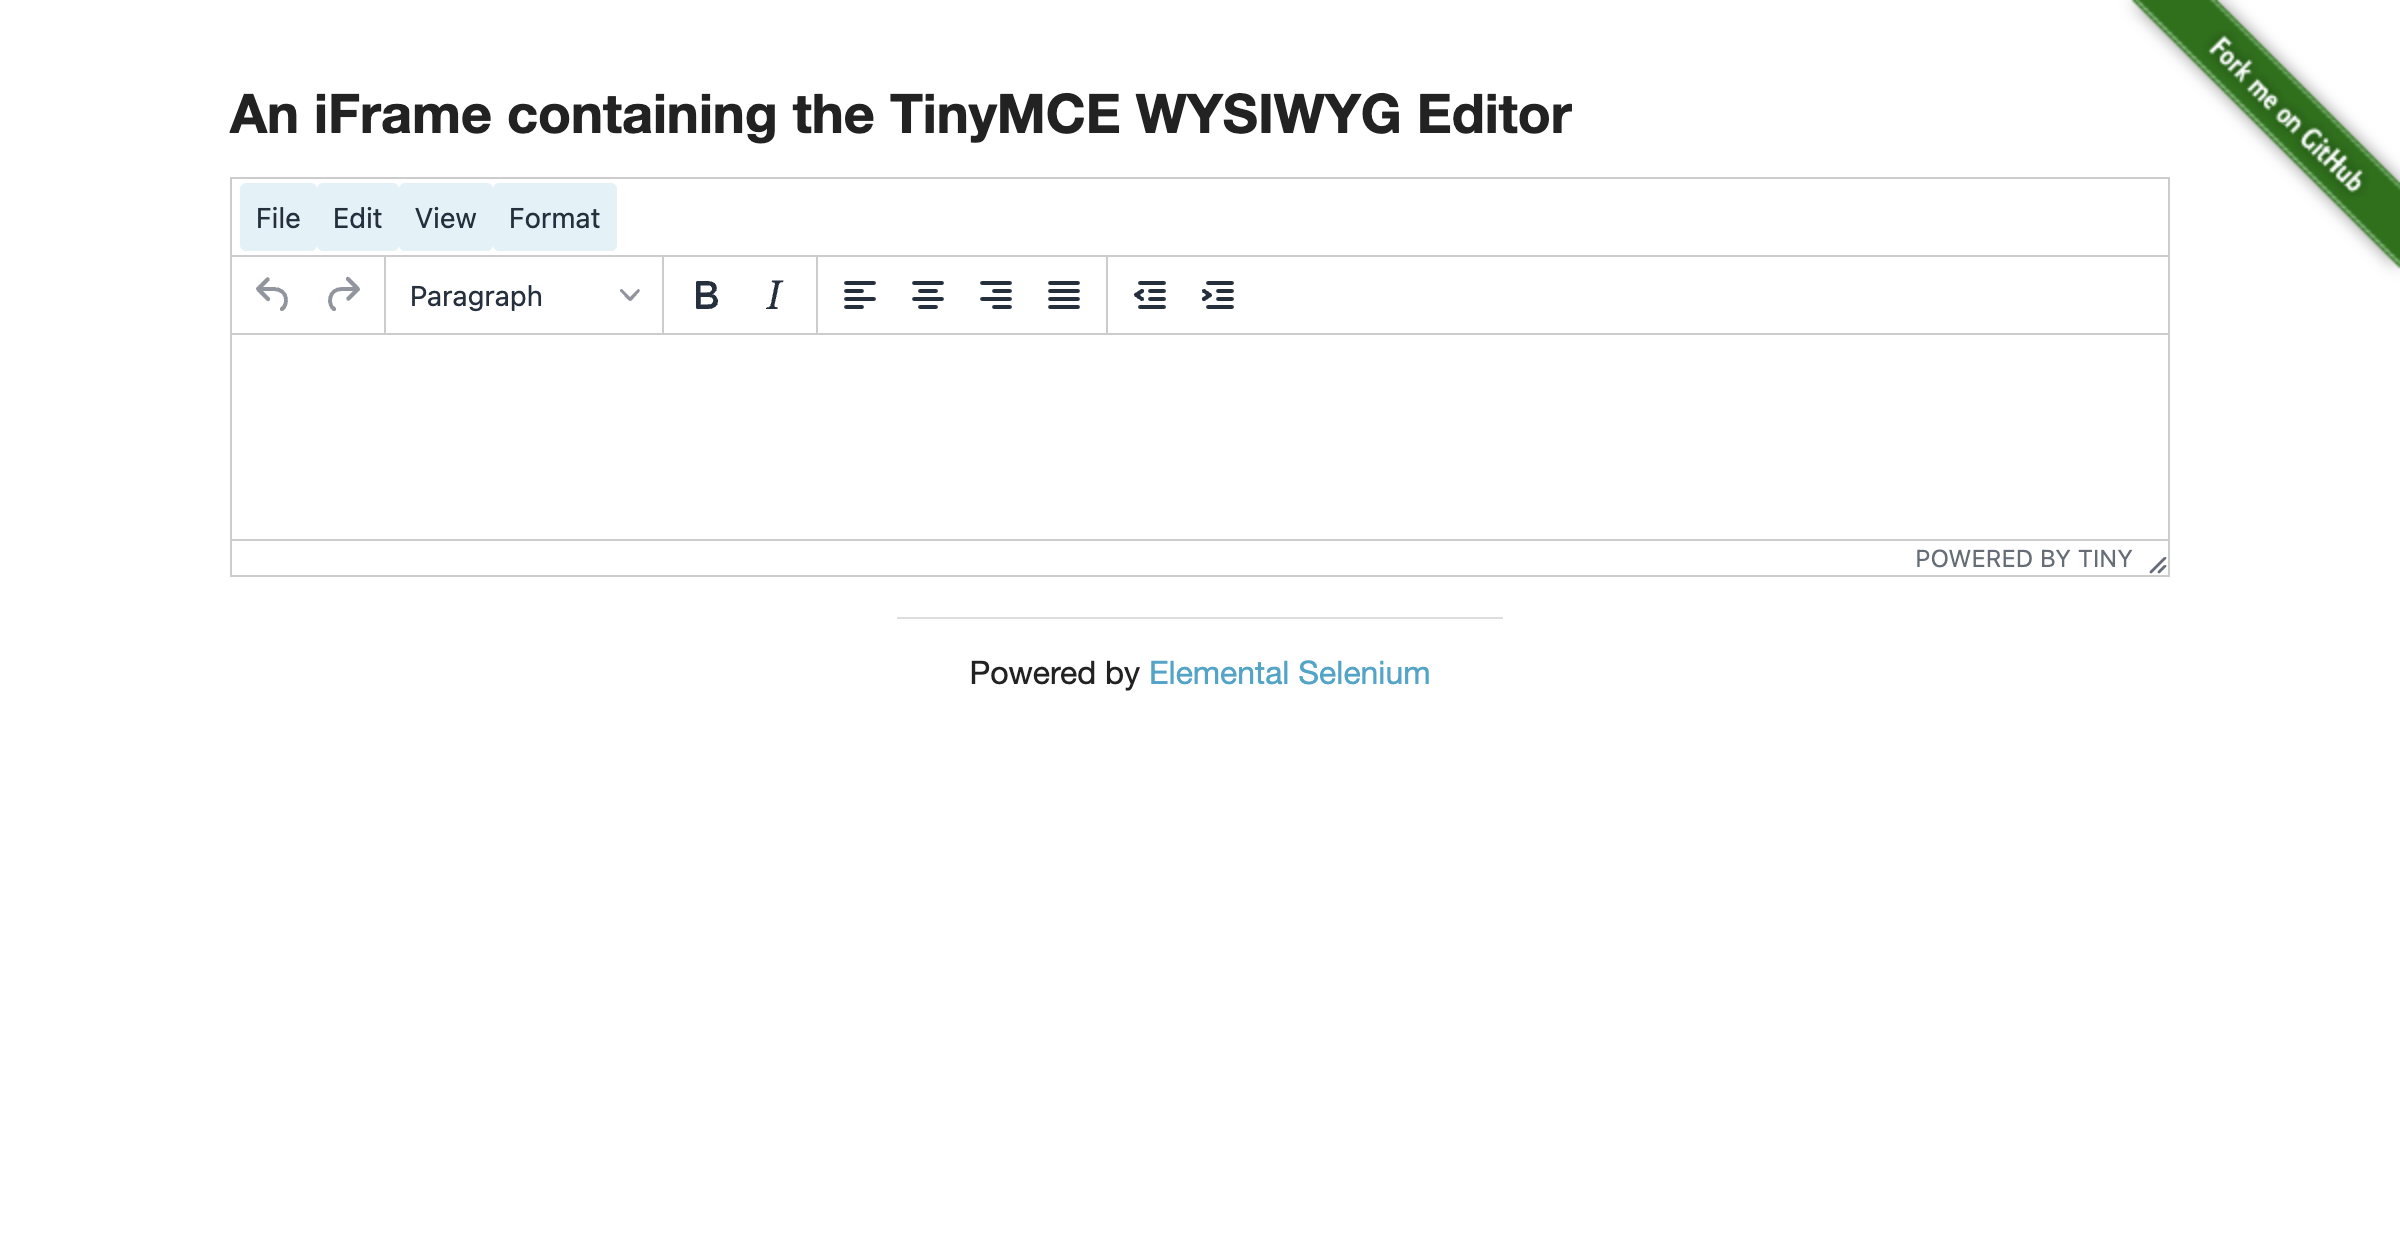 Fork me on GitHub
An iFrame containing the TinyMCE WYSIWYG Editor
File Edit View Format
Paragraph B I
POWERED BY TINY
Powered by Elemental Selenium